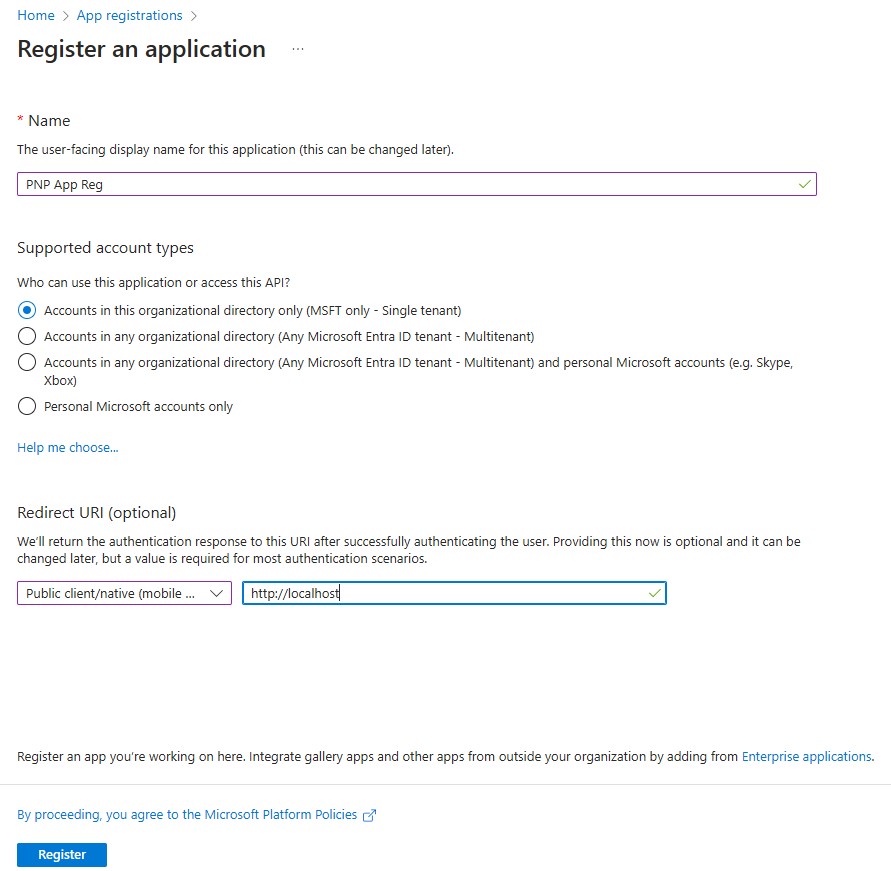 Home > App registrations >
Register an application ...
* Name
The user-facing display name for this application (this can be changed later).
PNP App Reg
Supported account types
Who can use this application or access this API?
Accounts in this organizational directory only (MSFT only - Single tenant)
Accounts in any organizational directory (Any Microsoft Entra ID tenant - Multitenant)
Accounts in any organizational directory (Any Microsoft Entra ID tenant - Multitenant) and personal Microsoft accounts (e.g. Skype,
Xbox)
Personal Microsoft accounts only
Help me choose...
Redirect URI (optional)
We'll return the authentication response to this URI after successfully authenticating the user. Providing this now is optional and it can be
changed later, but a value is required for most authentication scenarios.
Public client/native (mobile ... http://localhost
Register an app you're working on here. Integrate gallery apps and other apps from outside your organization by adding from Enterprise applications.
By proceeding, you agree to the Microsoft Platform Policies
Register